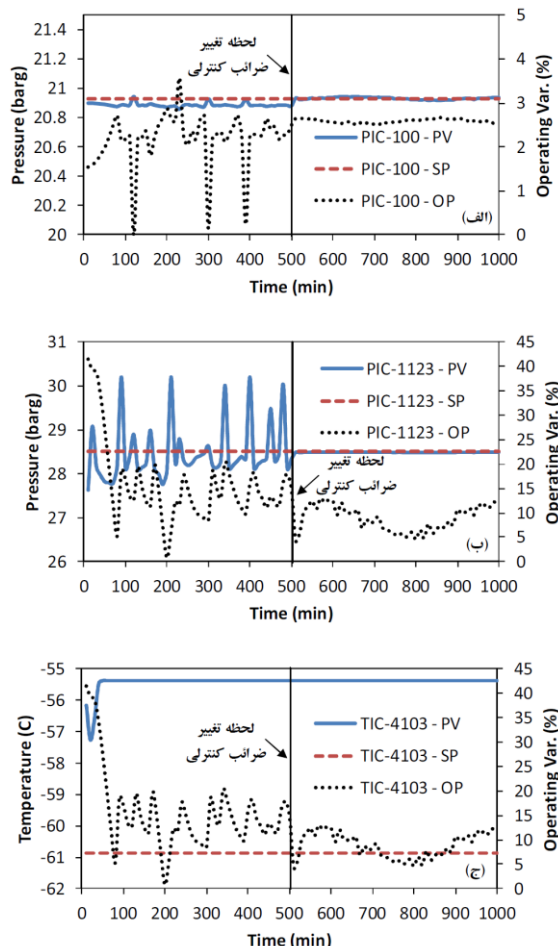 21.4
21.2
21
20.8
20.6
20.4
20.2
20
Pressure (barg)
5
4
3
2
1
0
Operating Var. (%)
لحظه تغییر
ضرائب کنترلی
PIC-100 - PV
PIC-100 - SP
PIC-100 - OP
(الف)
0 100 200 300 400 500 600 700 800 900 1000
Time (min)
31
30
29
28
27
26
Pressure (barg)
45
40
35
30
25
20
15
10
5
0
Operating Var. (%)
PIC-1123 - PV
PIC-1123 - SP
PIC-1123 - OP
لحظه تغییر
ضرائب کنترلی
(ب)
0 100 200 300 400 500 600 700 800 900 1000
Time (min)
-55
-56
-57
-58
-59
-60
-61
-62
Temperature (C)
45
40
35
30
25
20
15
10
5
0
Operating Var. (%)
لحظه تغییر
ضرائب کنترلی
TIC-4103 - PV
TIC-4103 - SP
TIC-4103 - OP
(ج)
0 100 200 300 400 500 600 700 800 900 1000
Time (min)